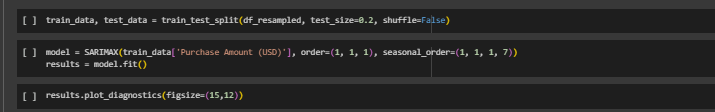 [ ] train_data, test_data = train_test_split(df_resampled, test_size=0.2, shuffle=False)
[ ] model = SARIMAX(train_data['Purchase Amount (USD)'], order=(1, 1, 1), seasonal_order=(1, 1, 1, 7))
results = model.fit()
[ ] results.plot_diagnostics(figsize=(15,12))